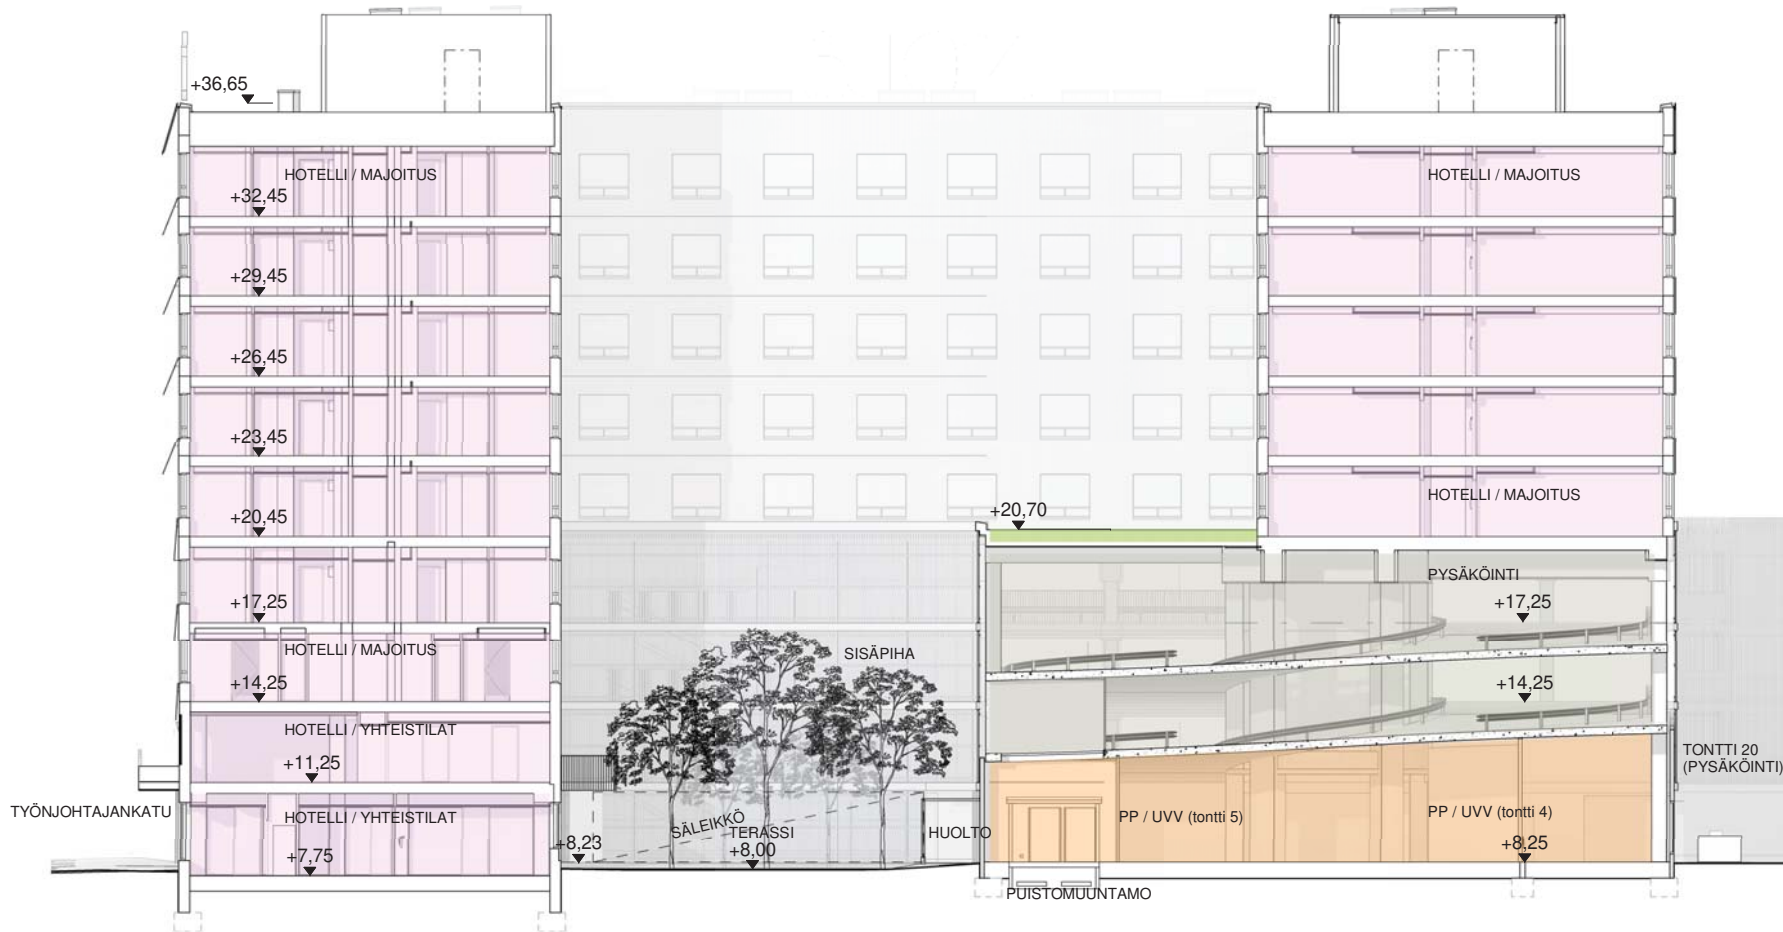 +36,65
HOTELLI / MAJOITUS
HOTELLI / MAJOITUS
+32,45
+29,45
+26,45
+23,45
HOTELLI / MAJOITUS
+20,45
+20,70
PYSÄKÖINTI
+17,25
+17,25
HOTELLI / MAJOITUS
SISÄPIHA
+14,25
+14,25
HOTELLI / YHTEISTILAT
+11,25
TONTTI 20
(PYSÄKÖINTI)
TYÖNJOHTAJANKATU
HOTELLI / YHTEISTILAT
PP / UVV (tontti 5)
PP / UVV (tontti 4)
SÄLEIKKÖ
TERASSI
HUOLTO
+8,23
+8,00
+8,25
+7,75
PUISTOMUUNTAMO